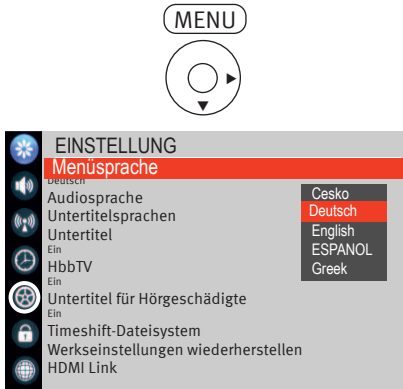 MENU
EINSTELLUNG
Menüsprache
Deutsch
Audiosprache
Untertitelsprachen
Untertitel
Ein
HbbTV
Ein
Untertitel für Hörgeschädigte
Ein
Timeshift-Dateisystem
Werkseinstellungen wiederherstellen
HDMI Link
Cesko
Deutsch
English
ESPANOL
Greek